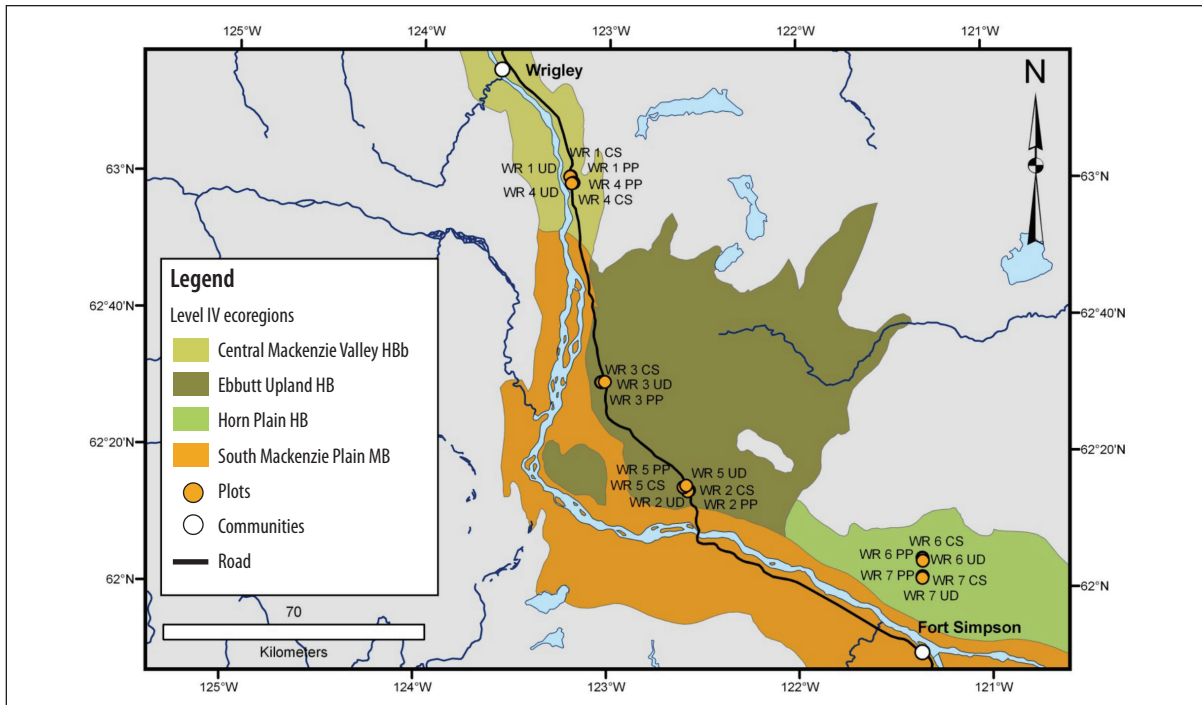 125°W 124°W 123°W 122°W 121°W
Wrigley
N
63°N 63°N
WR 1 CS
WR 1 UD WR 1 PP
WR 4 UD WR 4 PP
WR 4 CS
Legend
Level IV ecoregions
Central Mackenzie Valley HBb
Ebbutt Upland HB
Horn Plain HB
South Mackenzie Plain MB
Plots
Communities
Road
62°40'N 62°40'N
WR 3 CS
WR 3 UD
WR 3 PP
62°20'N 62°20'N
WR 5 PP WR 5 UD
WR 5 CS WR 2 CS
WR 2 UD WR 2 PP
WR 6 CS
WR 6 PP WR 6 UD
WR 7 PP WR 7 CS
WR 7 UD
62°N 62°N
Fort Simpson
70
Kilometers
125°W 124°W 123°W 122°W 121°W